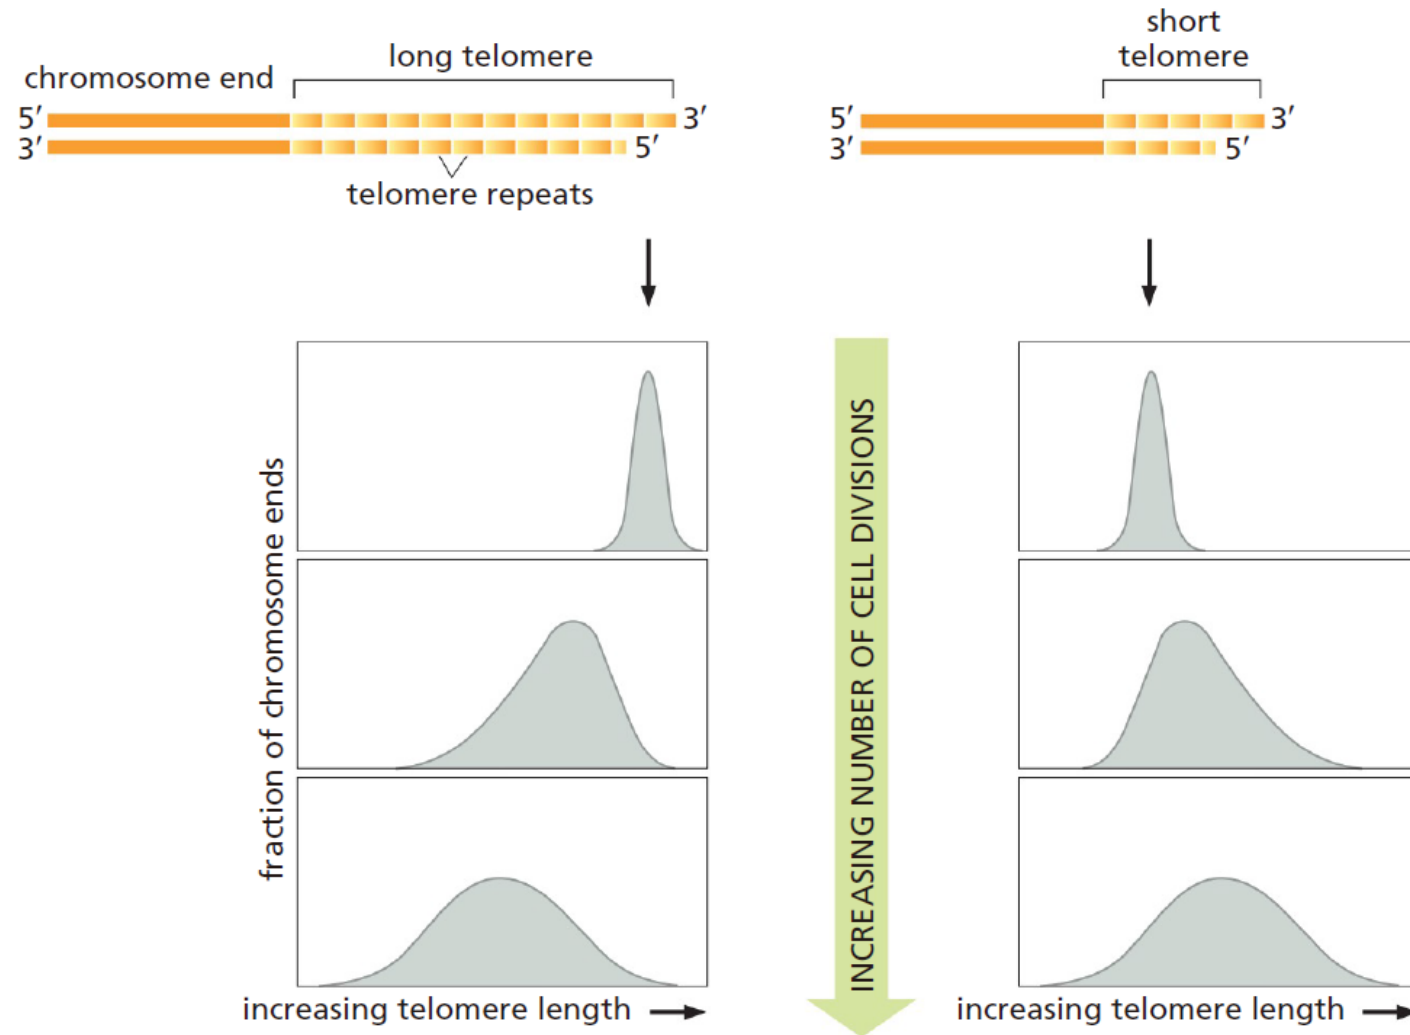 short
long telomere
telomere
chromosome end
5′
3′
5′
3′
3′
5′
3′
5′
telomere repeats
fraction of chromosome ends
INCREASING NUMBER OF CELL DIVISIONS
increasing telomere length
increasing telomere length